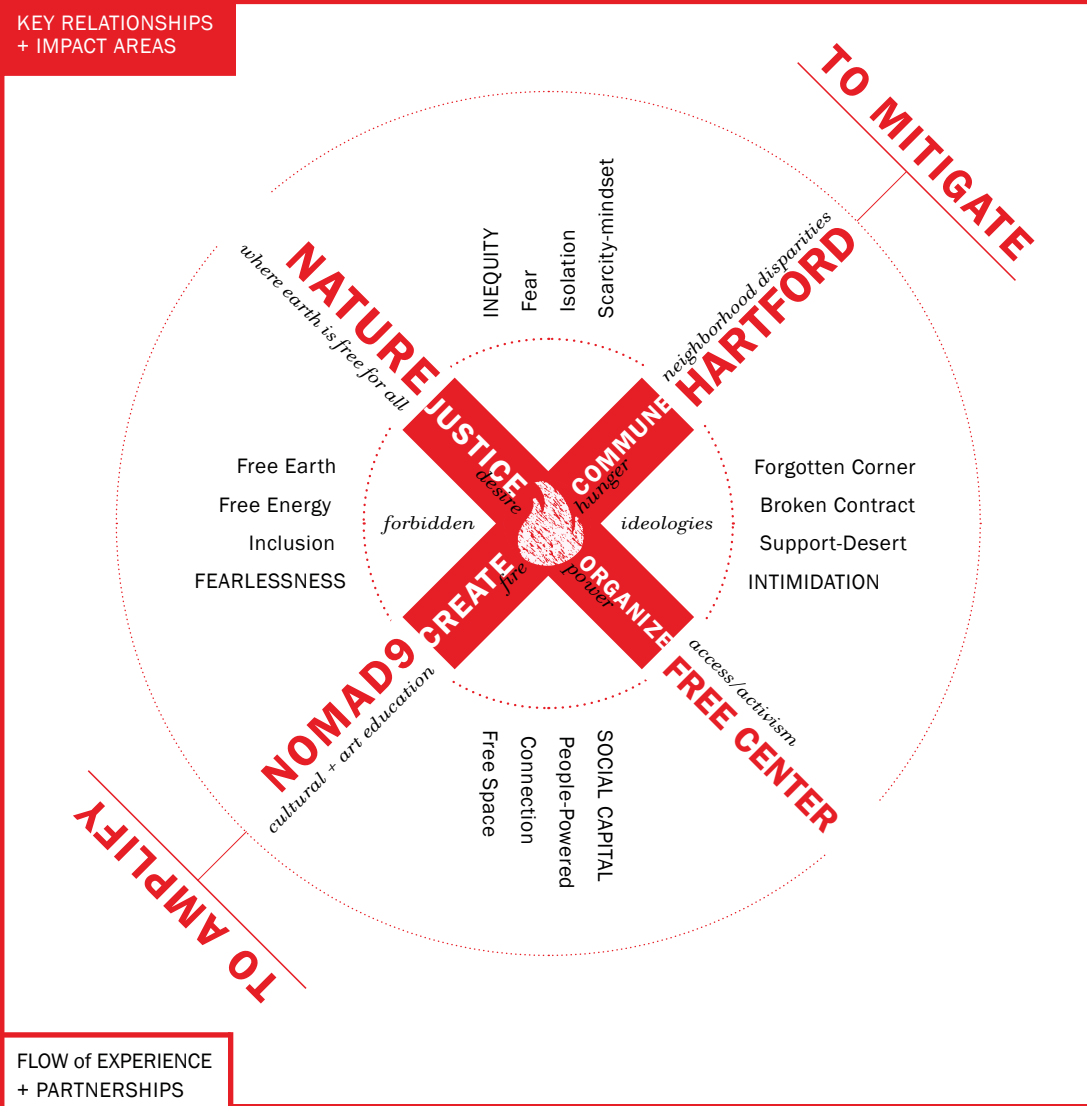 KEY RELATIONSHIPS
+ IMPACT AREAS
TO MITIGATE
NATURE
where earth is free for all
INEQUITY
Fear
Isolation
Scarcity-mindset
neighborhood disparities
HARTFORD
JUSTICE
desire
COMMUNE
hunger
Free Earth
Free Energy
Inclusion
FEARLESSNESS
forbidden
ideologies
Forgotten Corner
Broken Contract
Support-Desert
INTIMIDATION
CREATE
fire
ORGANIZE
power
NOMAD9
cultural + art education
access/activism
FREE CENTER
Free Space
Connection
People-Powered
SOCIAL CAPITAL
TO AMPLIFY
FLOW of EXPERIENCE
+ PARTNERSHIPS